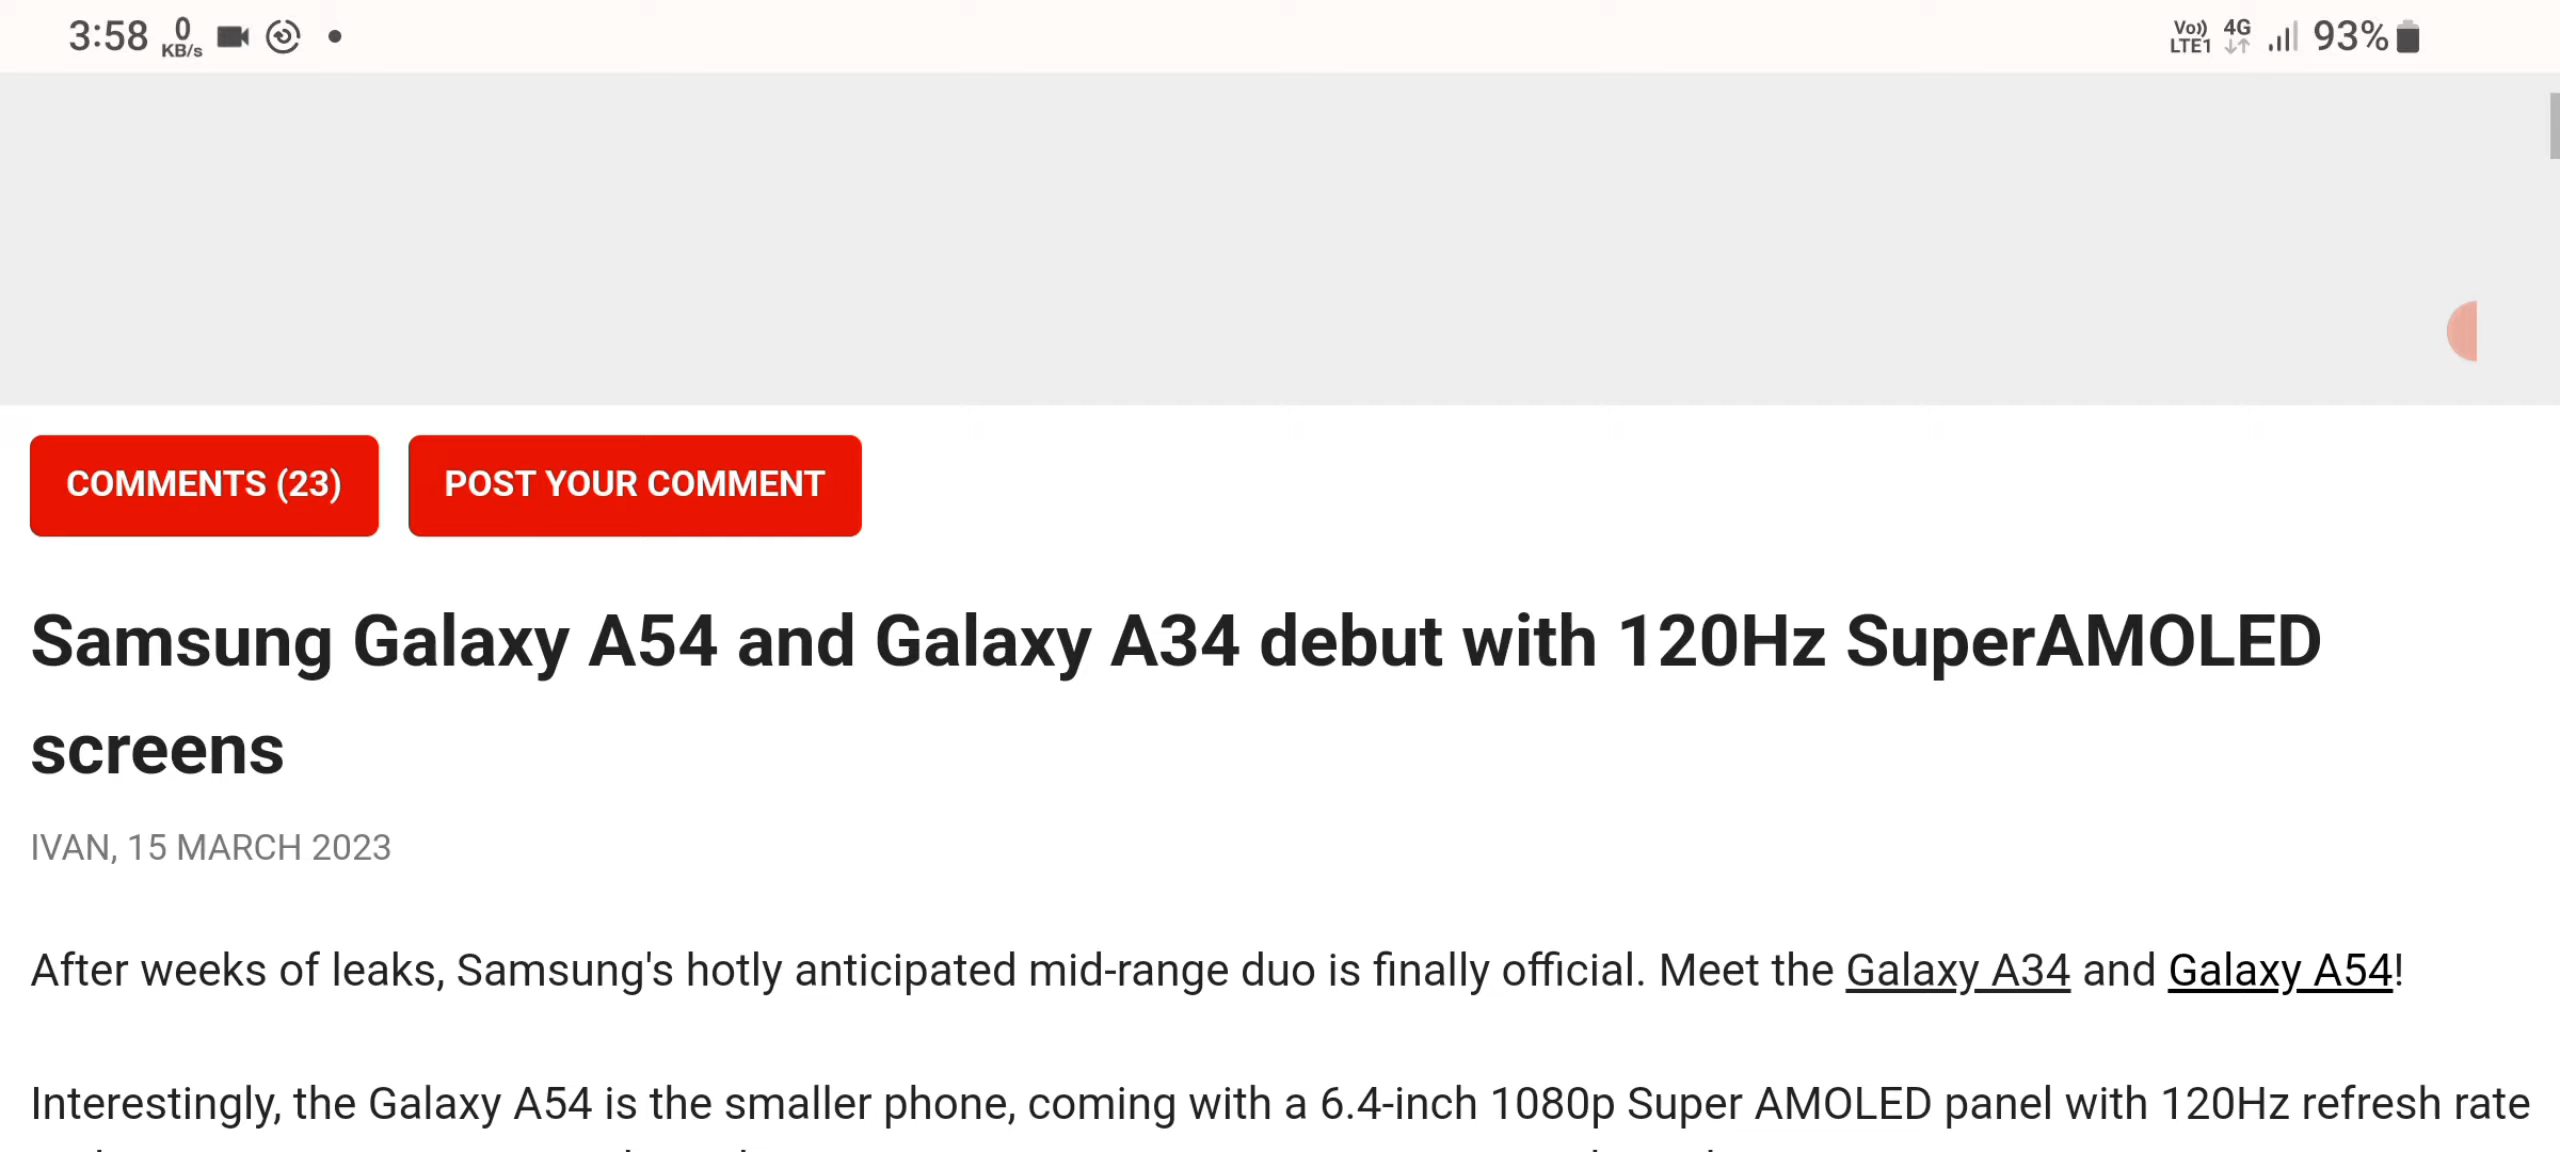 3:58 0 KB/s Vo)) LTE1 4G 93%
COMMENTS (23) POST YOUR COMMENT
Samsung Galaxy A54 and Galaxy A34 debut with 120Hz SuperAMOLED
screens
IVAN, 15 MARCH 2023
After weeks of leaks, Samsung's hotly anticipated mid-range duo is finally official. Meet the Galaxy A34 and Galaxy A54!
Interestingly, the Galaxy A54 is the smaller phone, coming with a 6.4-inch 1080p Super AMOLED panel with 120Hz refresh rate